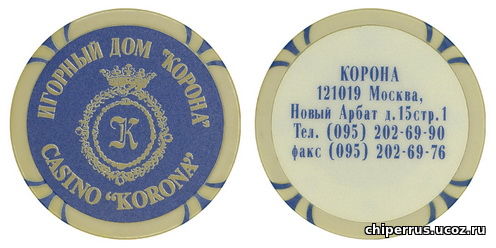 ИГОРНЫЙ ДОМ "КОРОНА"
K
CASINO "KORONA"
КОРОНА
121019 Москва,
Новый Арбат д.15стр.1
Тел. (095) 202-69-90
факс (095) 202-69-76
chiperrus.ucoz.ru